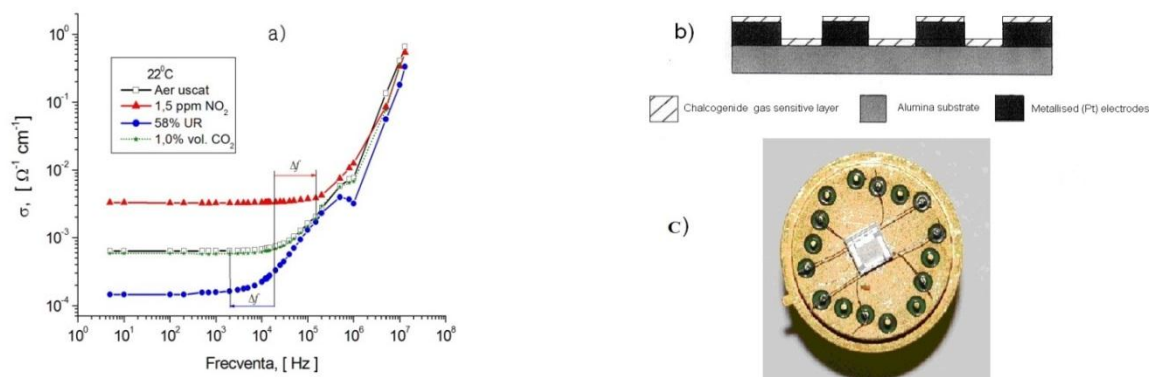 a)
22⁰C
Aer uscat
1,5 ppm NO₂
58% UR
1,0% vol. CO₂
Δf
Δf
σ, [ Ω⁻¹ cm⁻¹]
10⁰
10⁻¹
10⁻²
10⁻³
10⁻⁴
10⁰ 10¹ 10² 10³ 10⁴ 10⁵ 10⁶ 10⁷ 10⁸
Frecventa, [ Hz]
b)
Chalcogenide gas sensitive layer Alumina substrate Metallised (Pt) electrodes
c)